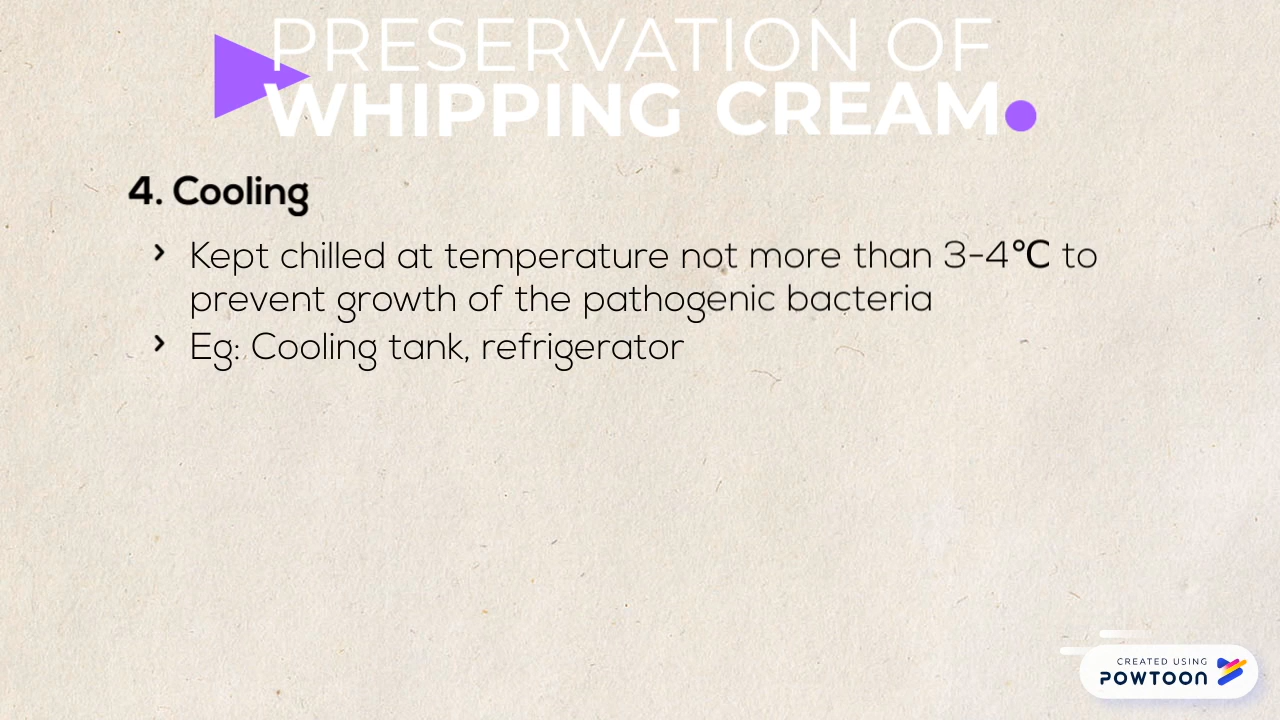 PRESERVATION OF
WHIPPING CREAM
4. Cooling
› Kept chilled at temperature not more than 3-4°C to
prevent growth of the pathogenic bacteria
› Eg: Cooling tank, refrigerator
CREATED USING
POWTOON